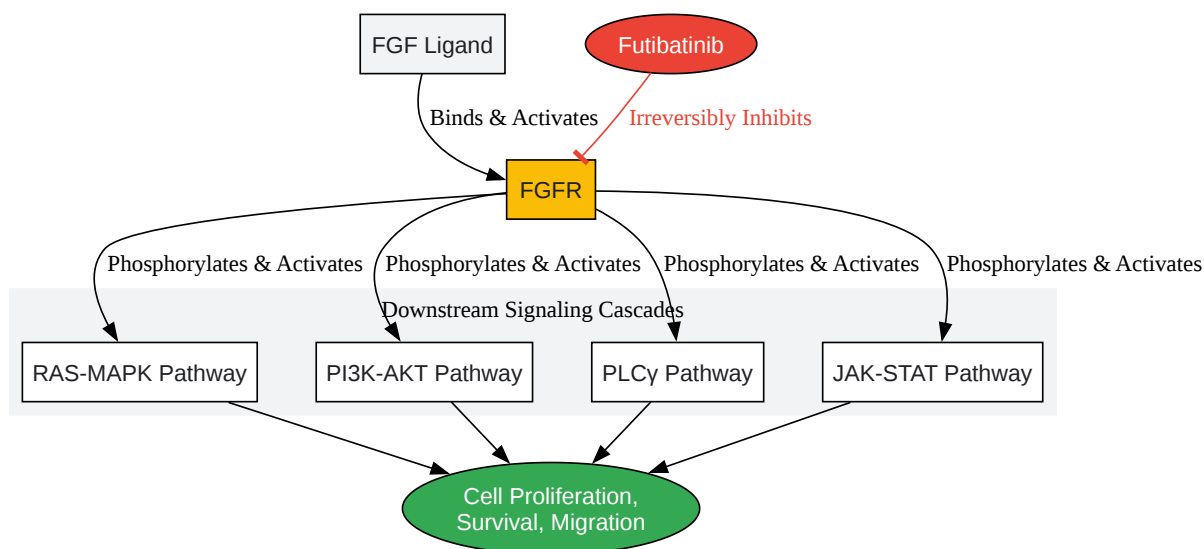 FGF Ligand
Futibatinib
Binds & Activates
Irreversibly Inhibits
FGFR
Phosphorylates & Activates
Phosphorylates & Activates
Phosphorylates & Activates
Phosphorylates & Activates
Downstream Signaling Cascades
RAS-MAPK Pathway
PI3K-AKT Pathway
PLCγ Pathway
JAK-STAT Pathway
Cell Proliferation,
Survival, Migration